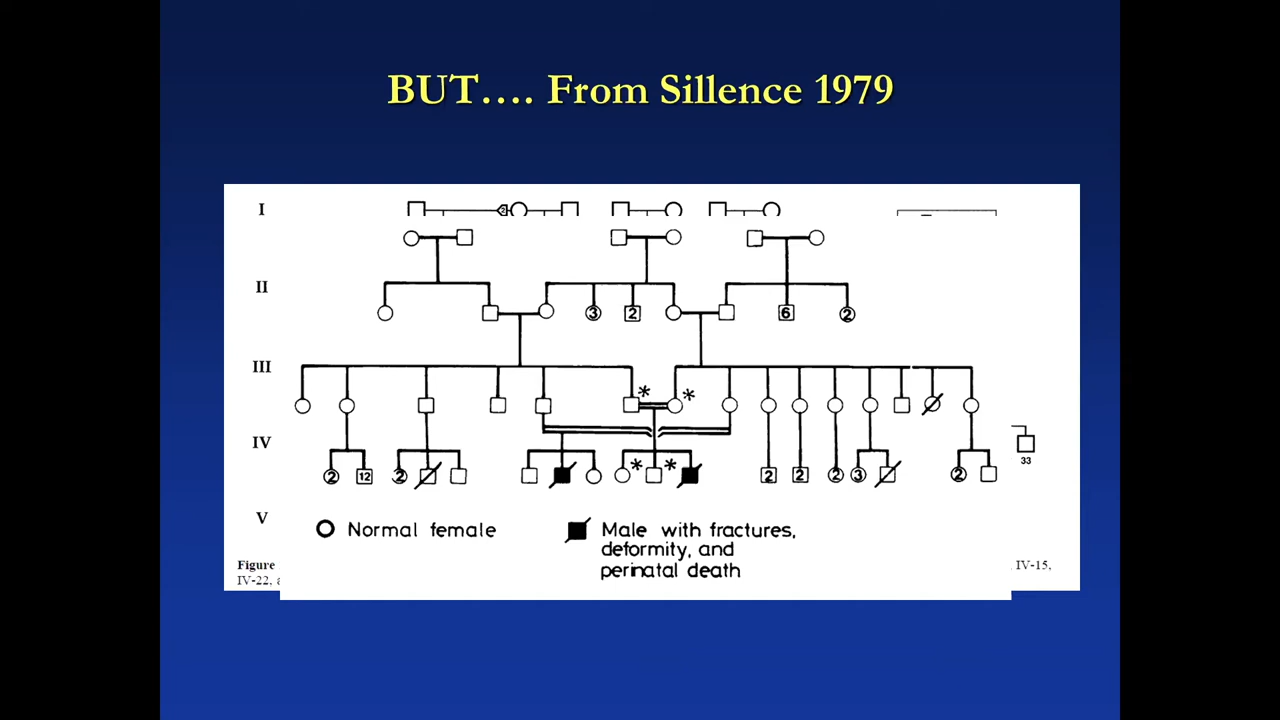 BUT…. From Sillence 1979
I
2
II
3 2 6 2
III
* *
IV
33
2 12 2 * * 2 2 2 3 2
V
Normal female
Male with fractures,
deformity, and
perinatal death
Figure , IV-15,
IV-22,